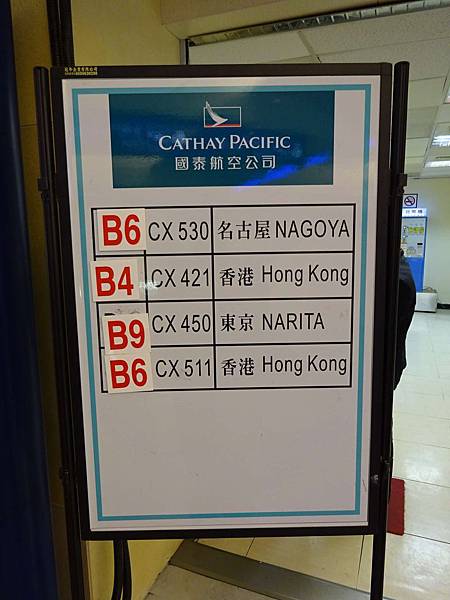 CATHAY PACIFIC
國泰航空公司
B6 CX 530 名古屋 NAGOYA
B4 CX 421 香港 Hong Kong
B9 CX 450 東京 NARITA
B6 CX 511 香港 Hong Kong